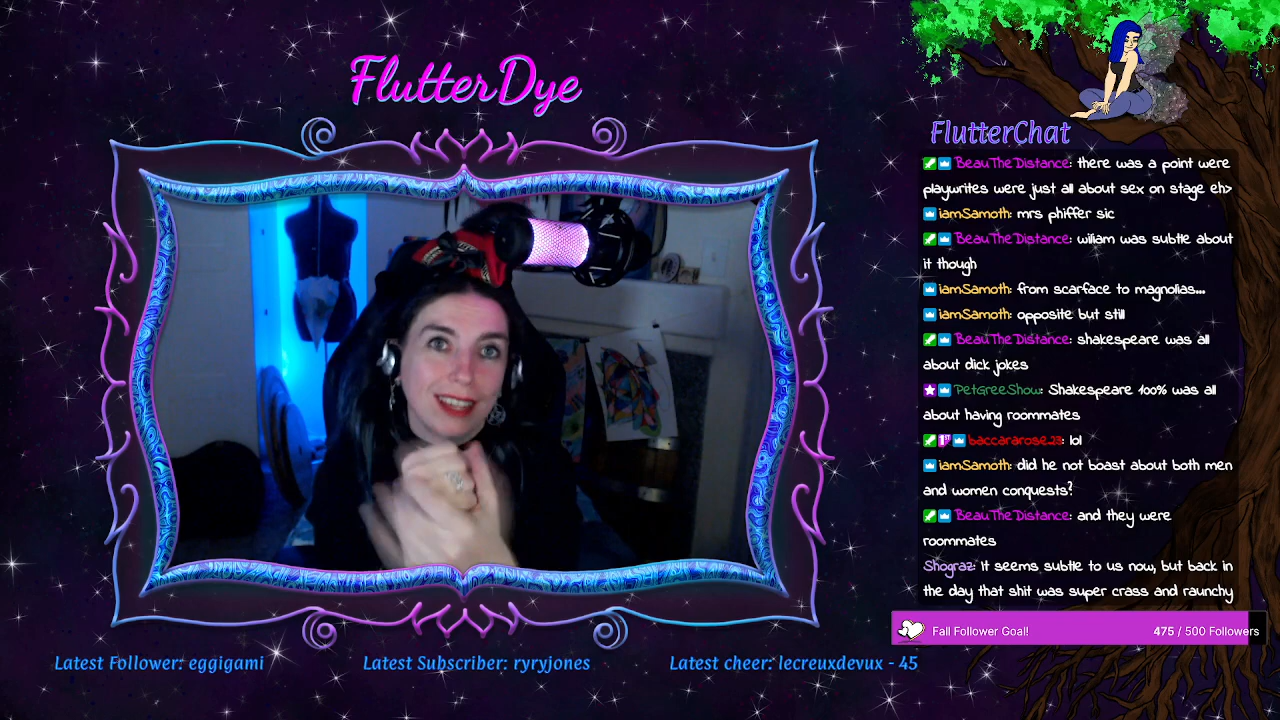 FlutterDye
FlutterChat
BeauTheDistance: there was a point were
playwrites were just all about sex on stage eh>
iamSamoth: mrs phiffer sic
BeauTheDistance: wiliam was subtle about
it though
iamSamoth: from scarface to magnolias...
iamSamoth: opposite but still
BeauTheDistance: shakespeare was all
about dick jokes
PetGreeShow: Shakespeare 100% was all
about having roommates
baccararose23: lol
iamSamoth: did he not boast about both men
and women conquests?
BeauTheDistance: and they were
roommates
Shograz: It seems subtle to us now, but back in
the day that shit was super crass and raunchy
Fall Follower Goal! 475 / 500 Followers
Latest Follower: eggigami Latest Subscriber: ryryjones Latest cheer: lecreuxdevux - 45